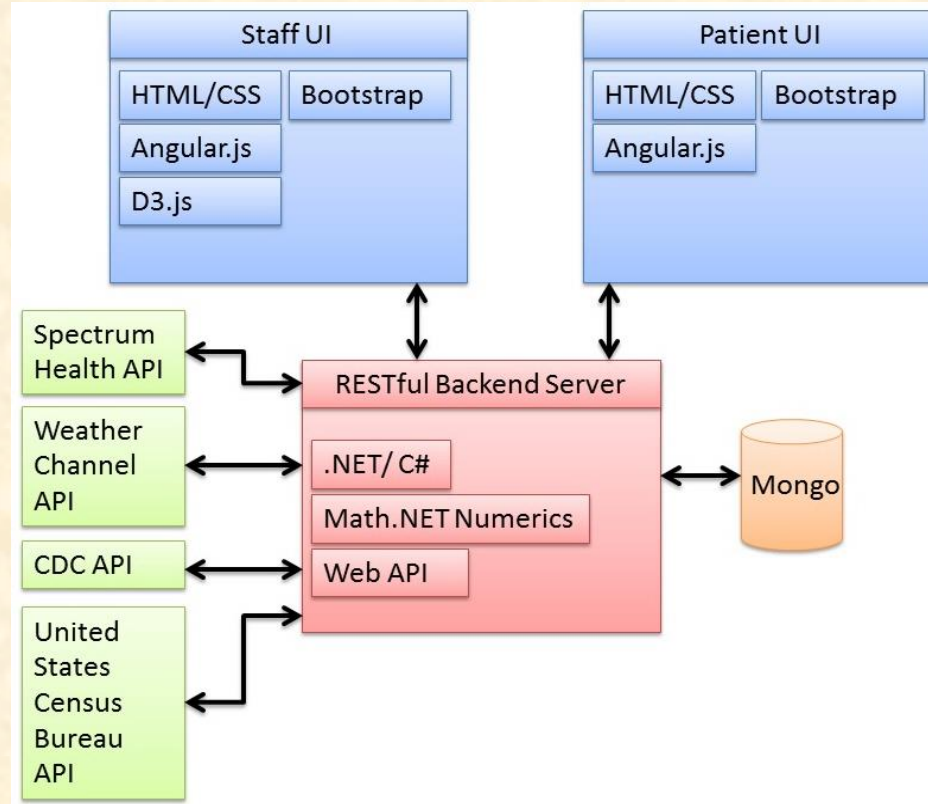 Staff UI
HTML/CSS
Bootstrap
Angular.js
D3.js
Patient UI
HTML/CSS
Bootstrap
Angular.js
Spectrum
Health API
Weather
Channel
API
CDC API
United
States
Census
Bureau
API
RESTful Backend Server
.NET/ C#
Math.NET Numerics
Web API
Mongo